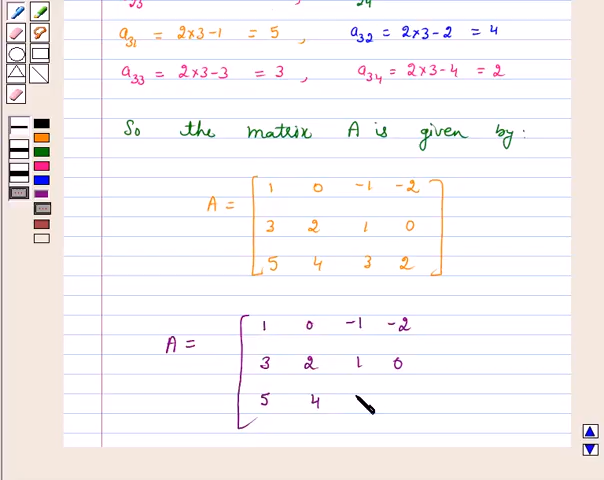 a₃₁ = 2×3-1 = 5 , a₃₂ = 2×3-2 = 4
a₃₃ = 2×3-3 = 3 , a₃₄ = 2×3-4 = 2
So the matrix A is given by:
1 0 -1 -2
A = 3 2 1 0
5 4 3 2
1 0 -1 -2
A = 3 2 1 0
5 4